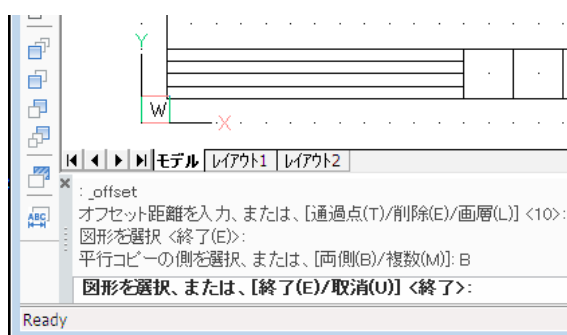 Y
W
X
モデル レイアウト1 レイアウト2
ABC
: _offset
オフセット距離を入力、または、[通過点(T)/削除(E)/画層(L)] <10>:
図形を選択 <終了(E)>:
平行コピーの側を選択、または、[両側(B)/複数(M)]: B
図形を選択、または、[終了(E)/取消(U)] <終了>:
Ready